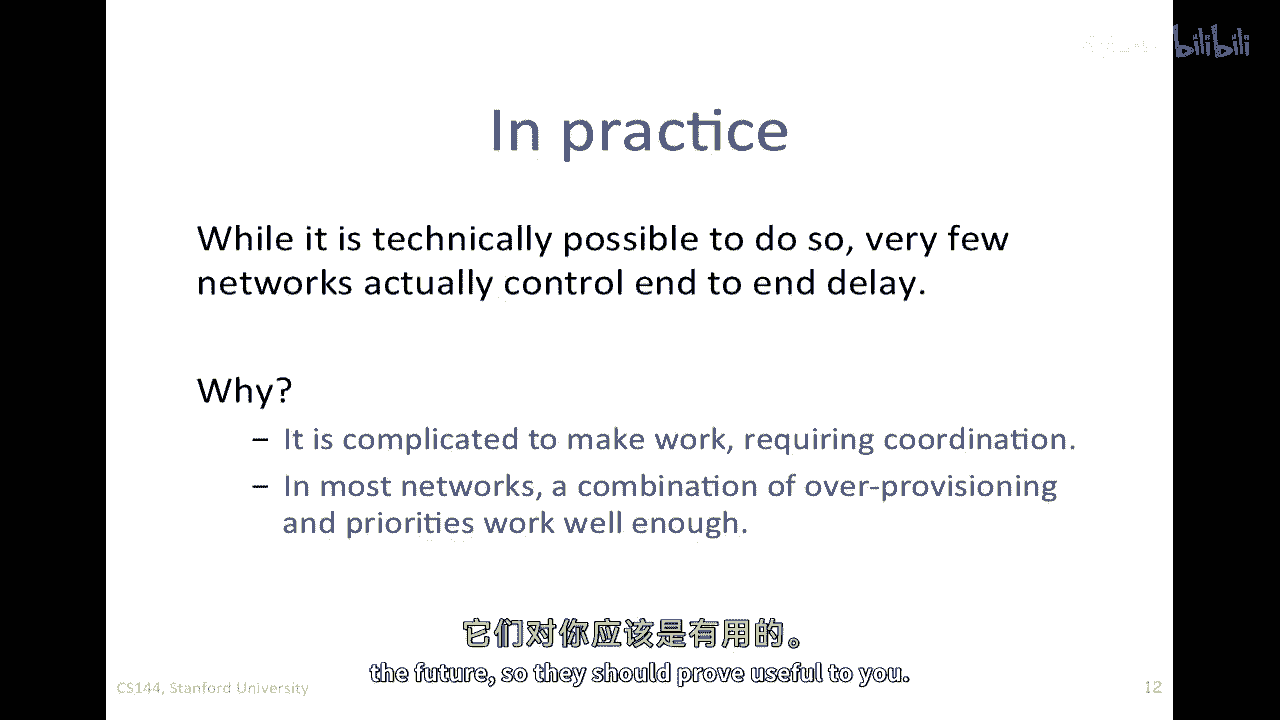 bilibili
In practice
While it is technically possible to do so, very few
networks actually control end to end delay.
Why?
– It is complicated to make work, requiring coordination.
– In most networks, a combination of over-provisioning
and priorities work well enough.
它们对你应该是有用的。
the future, so they should prove useful to you.
CS144, Stanford University
12